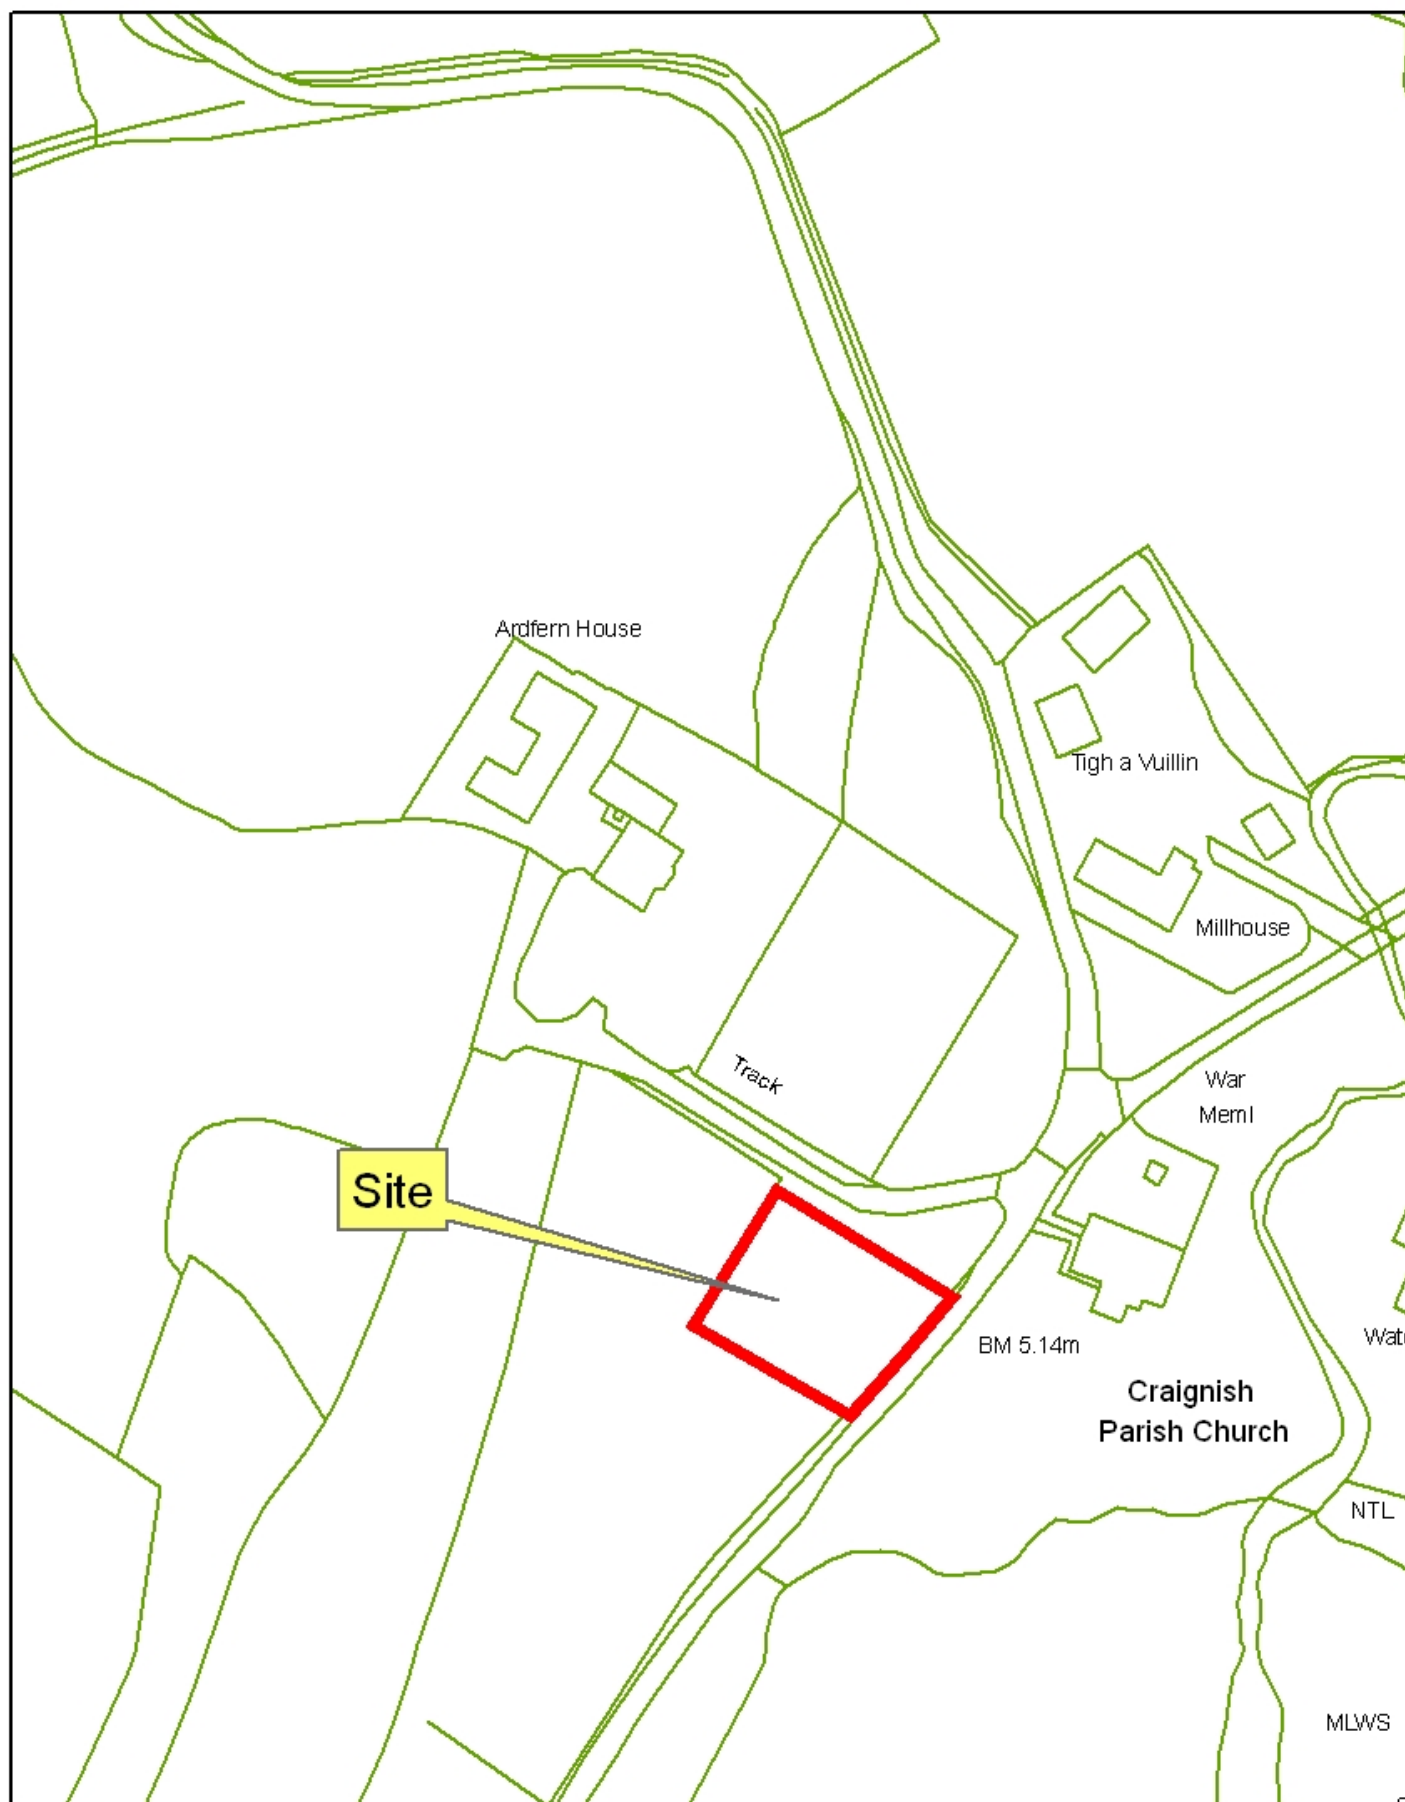 Ardfern House
Tigh a Vuillin
Millhouse
Track
War
Meml
Site
BM 5.14m
Craignish
Parish Church
NTL
MLWS